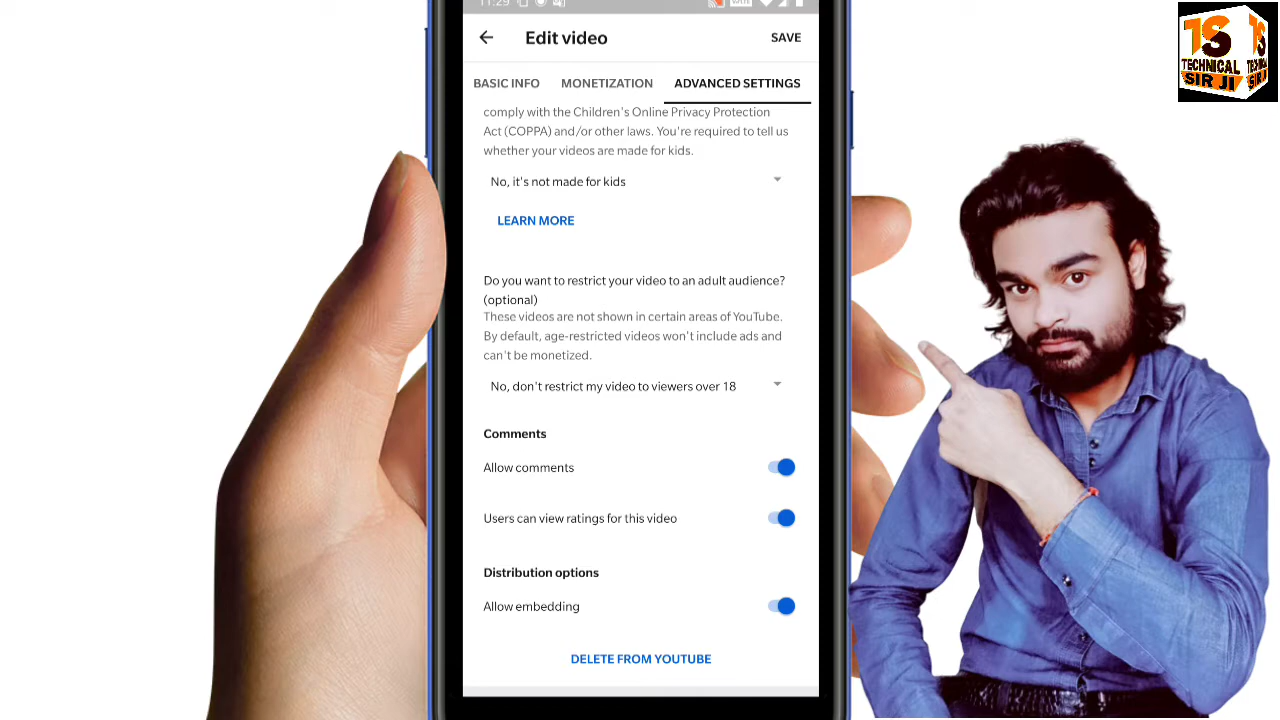 11:29
Edit video
SAVE
BASIC INFO
MONETIZATION
ADVANCED SETTINGS
comply with the Children's Online Privacy Protection
Act (COPPA) and/or other laws. You're required to tell us
whether your videos are made for kids.
No, it's not made for kids
LEARN MORE
Do you want to restrict your video to an adult audience?
(optional)
These videos are not shown in certain areas of YouTube.
By default, age-restricted videos won't include ads and
can't be monetized.
No, don't restrict my video to viewers over 18
Comments
Allow comments
Users can view ratings for this video
Distribution options
Allow embedding
DELETE FROM YOUTUBE
TS
TECHNICAL
SIR JI